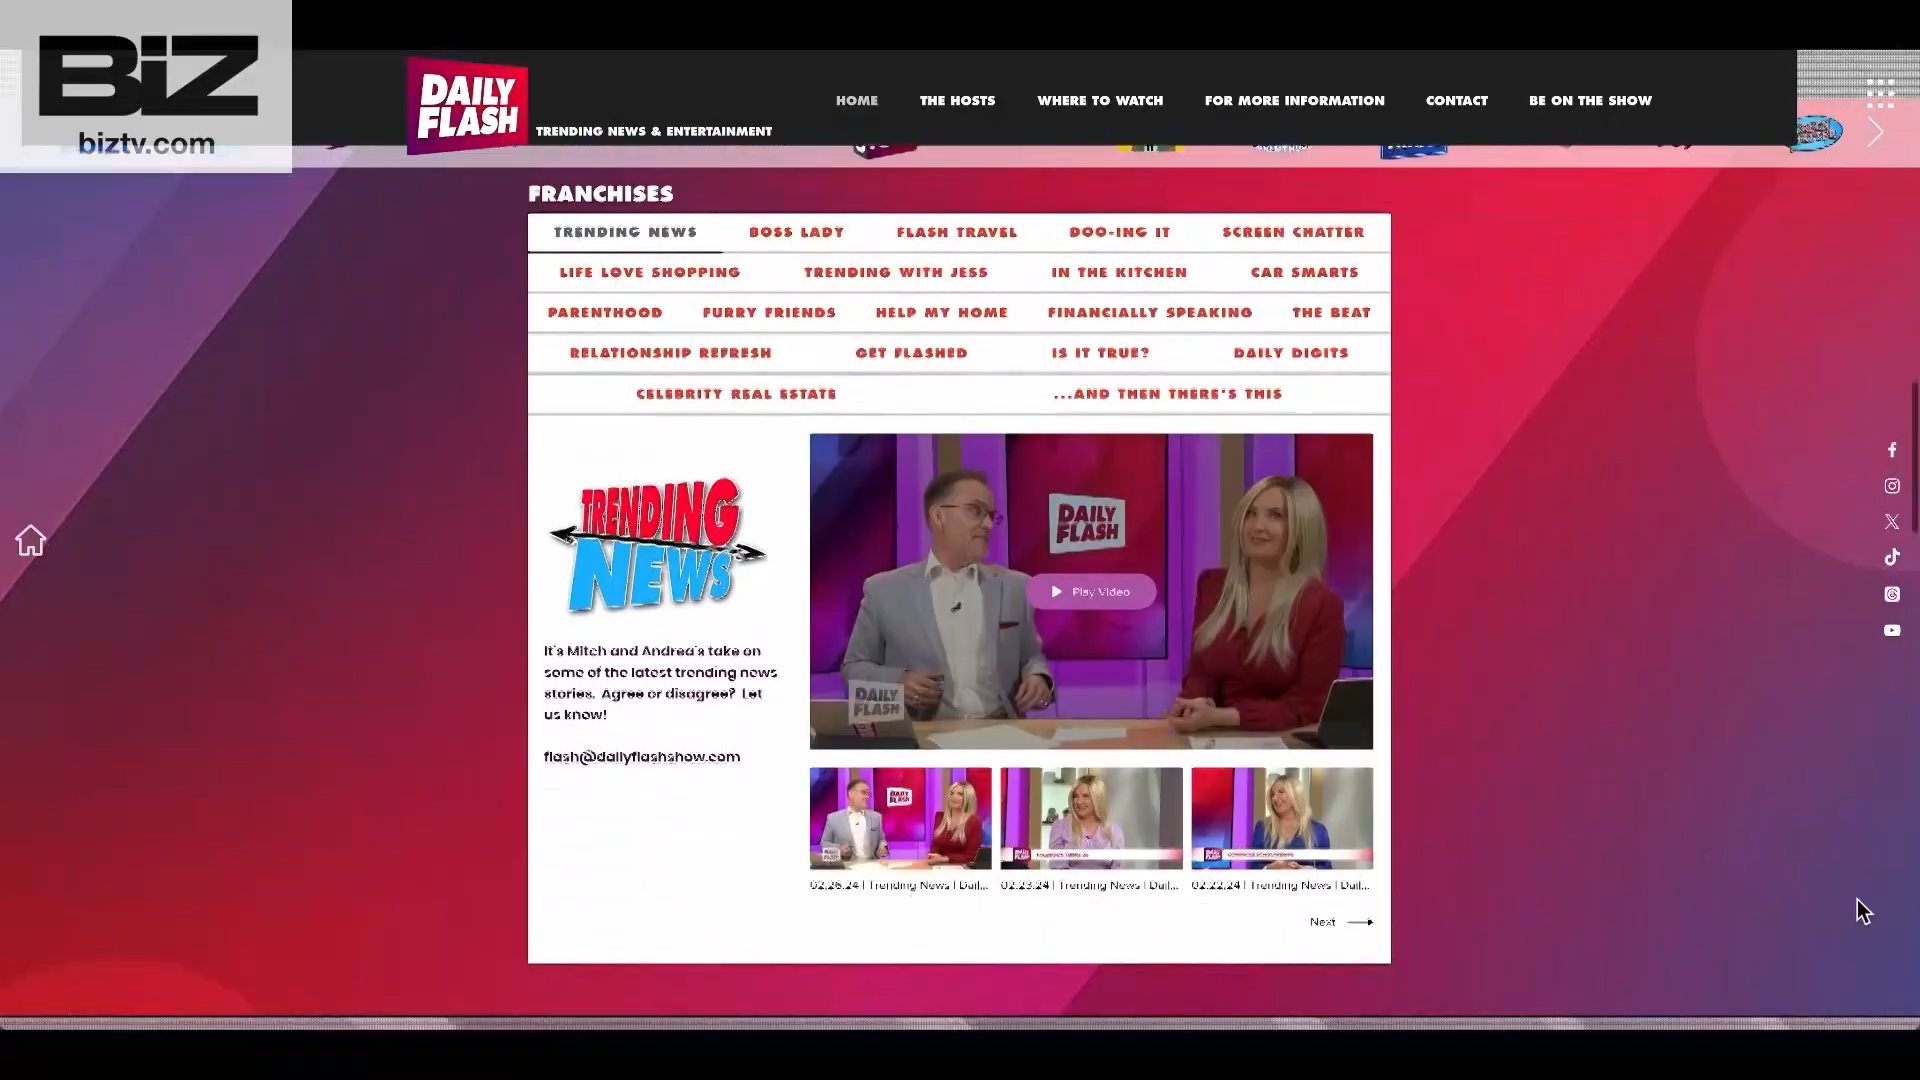 BiZ
biztv.com
DAILY
FLASH
TRENDING NEWS & ENTERTAINMENT
HOME
THE HOSTS
WHERE TO WATCH
FOR MORE INFORMATION
CONTACT
BE ON THE SHOW
FRANCHISES
TRENDING NEWS
BOSS LADY
FLASH TRAVEL
DOO-ING IT
SCREEN CHATTER
LIFE LOVE SHOPPING
TRENDING WITH JESS
IN THE KITCHEN
CAR SMARTS
PARENTHOOD
FURRY FRIENDS
HELP MY HOME
FINANCIALLY SPEAKING
THE BEAT
RELATIONSHIP REFRESH
GET FLASHED
IS IT TRUE?
DAILY DIGITS
CELEBRITY REAL ESTATE
...AND THEN THERE'S THIS
TRENDING
NEWS
It's Mitch and Andrea's take on
some of the latest trending news
stories. Agree or disagree? Let
us know!
flash@dailyflashshow.com
DAILY
FLASH
Play Video
DAILY
FLASH
DAILY
FLASH
02.26.24 | Trending News | Dail...
02.23.24 | Trending News | Dail...
02.22.24 | Trending News | Dail...
Next